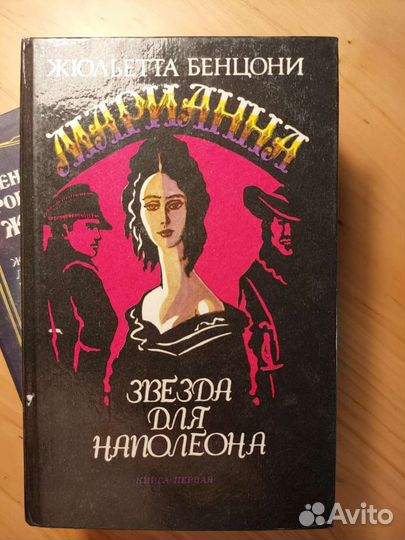 ЖЮЛЬЕТТА БЕНЦОНИ
МАРИАННА
ЗВЕЗДА
ДЛЯ
НАПОЛЕОНА
КНИГА ПЕРВАЯ
Avito